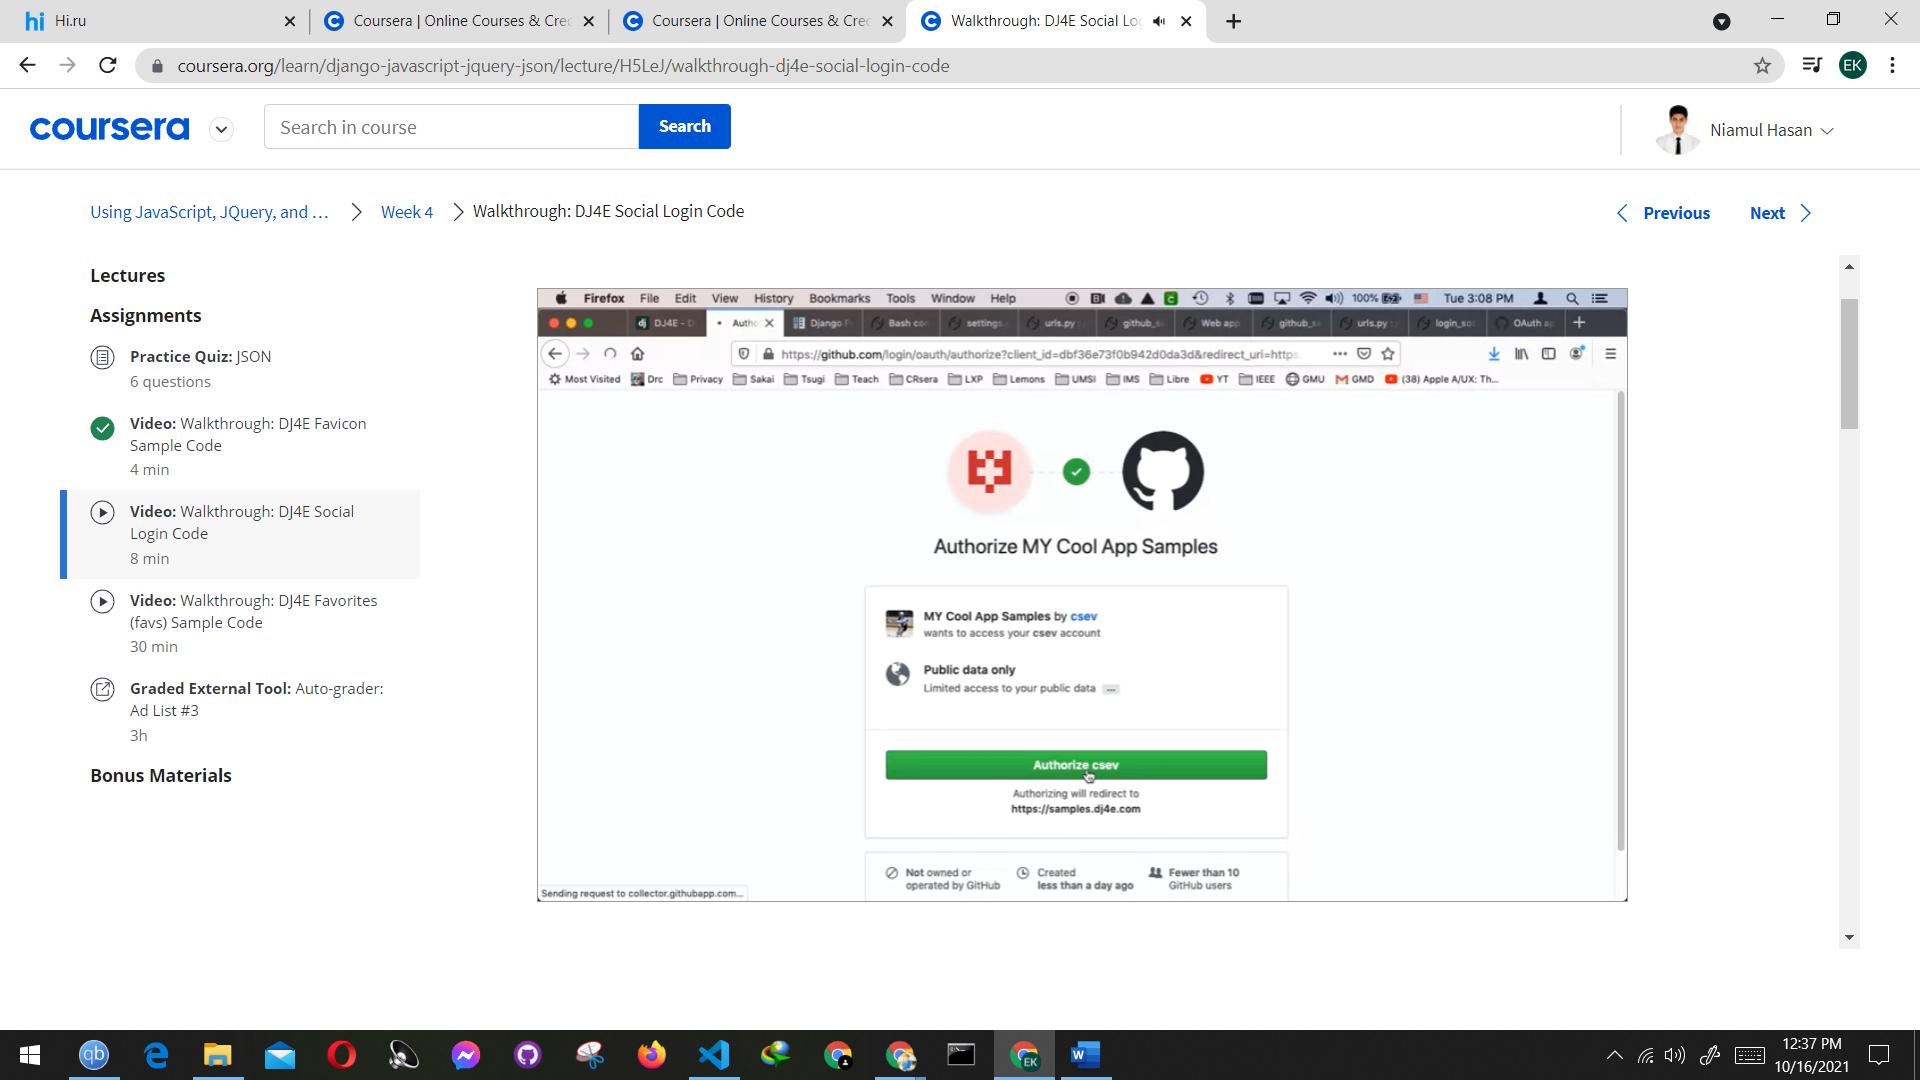 hi Hi.ru
Coursera | Online Courses & Cred
Coursera | Online Courses & Cred
Walkthrough: DJ4E Social Lo
coursera.org/learn/django-javascript-jquery-json/lecture/H5LeJ/walkthrough-dj4e-social-login-code
EK
coursera
Search in course
Search
Niamul Hasan
Using JavaScript, JQuery, and ...
Week 4
Walkthrough: DJ4E Social Login Code
Previous
Next
Lectures
Assignments
Practice Quiz: JSON
6 questions
Video: Walkthrough: DJ4E Favicon
Sample Code
4 min
Video: Walkthrough: DJ4E Social
Login Code
8 min
Video: Walkthrough: DJ4E Favorites
(favs) Sample Code
30 min
Graded External Tool: Auto-grader:
Ad List #3
3h
Bonus Materials
Firefox File Edit View History Bookmarks Tools Window Help
100%
Tue 3:08 PM
dj DJ4E - D
Autho
Django F
Bash con
settings.
urls.py
github_s
Web app
github_s
urls.py
login_soc
OAuth ap
https://github.com/login/oauth/authorize?client_id=dbf36e73f0b942d0da3d&redirect_uri=https
Most Visited Drc Privacy Sakai Tsugi Teach CRsera LXP Lemons UMSI IMS Libre YT IEEE GMU GMD (38) Apple A/UX: Th...
Authorize MY Cool App Samples
MY Cool App Samples by csev
wants to access your csev account
Public data only
Limited access to your public data ...
Authorize csev
Authorizing will redirect to
https://samples.dj4e.com
Not owned or
operated by GitHub
Created
less than a day ago
Fewer than 10
GitHub users
Sending request to collector.githubapp.com...
qb
EK
W
12:37 PM
10/16/2021